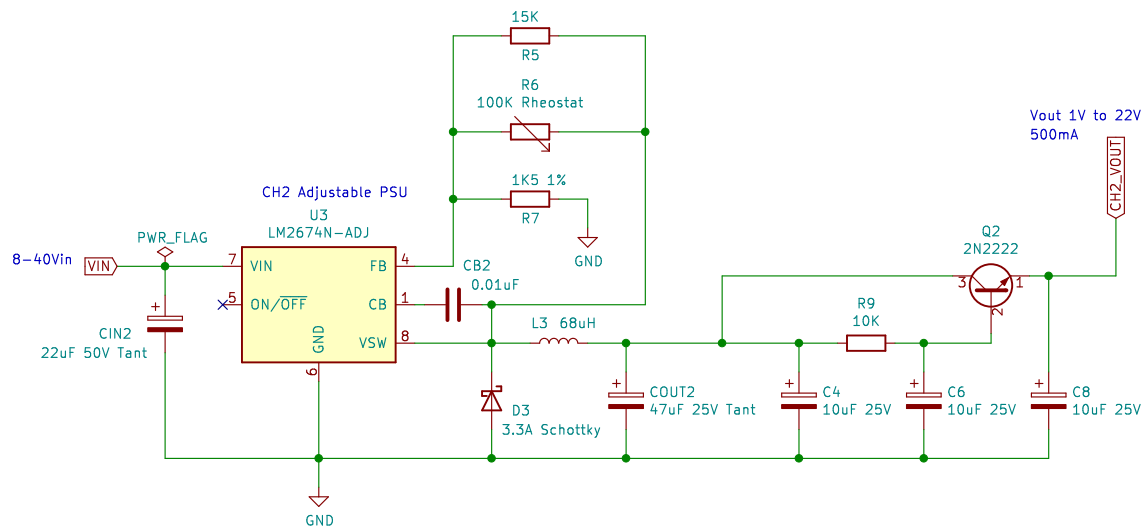 15K
R5
R6
100K Rheostat
Vout 1V to 22V
500mA
CH2_VOUT
1K5 1%
R7
GND
CH2 Adjustable PSU
U3
LM2674N-ADJ
PWR_FLAG
8-40Vin
VIN
7
VIN
FB
4
5
ON/OFF
CB
1
GND
VSW
8
6
CB2
0.01uF
Q2
2N2222
3
1
2
L3 68uH
R9
10K
CIN2
22uF 50V Tant
D3
3.3A Schottky
COUT2
47uF 25V Tant
C4
10uF 25V
C6
10uF 25V
C8
10uF 25V
+
+
+
+
+
GND